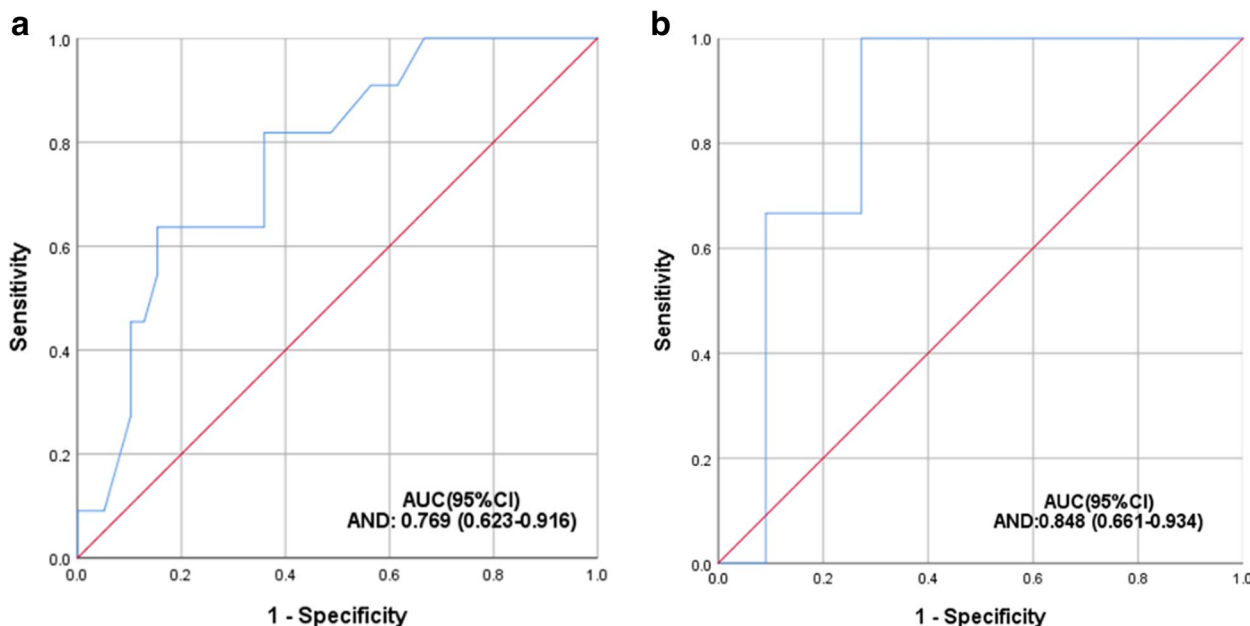 a
1.0
0.8
0.6
0.4
0.2
0.0
Sensitivity
AUC(95%CI)
AND: 0.769 (0.623-0.916)
0.0 0.2 0.4 0.6 0.8 1.0
1 - Specificity
b
1.0
0.8
0.6
0.4
0.2
0.0
Sensitivity
AUC(95%CI)
AND:0.848 (0.661-0.934)
0.0 0.2 0.4 0.6 0.8 1.0
1 - Specificity